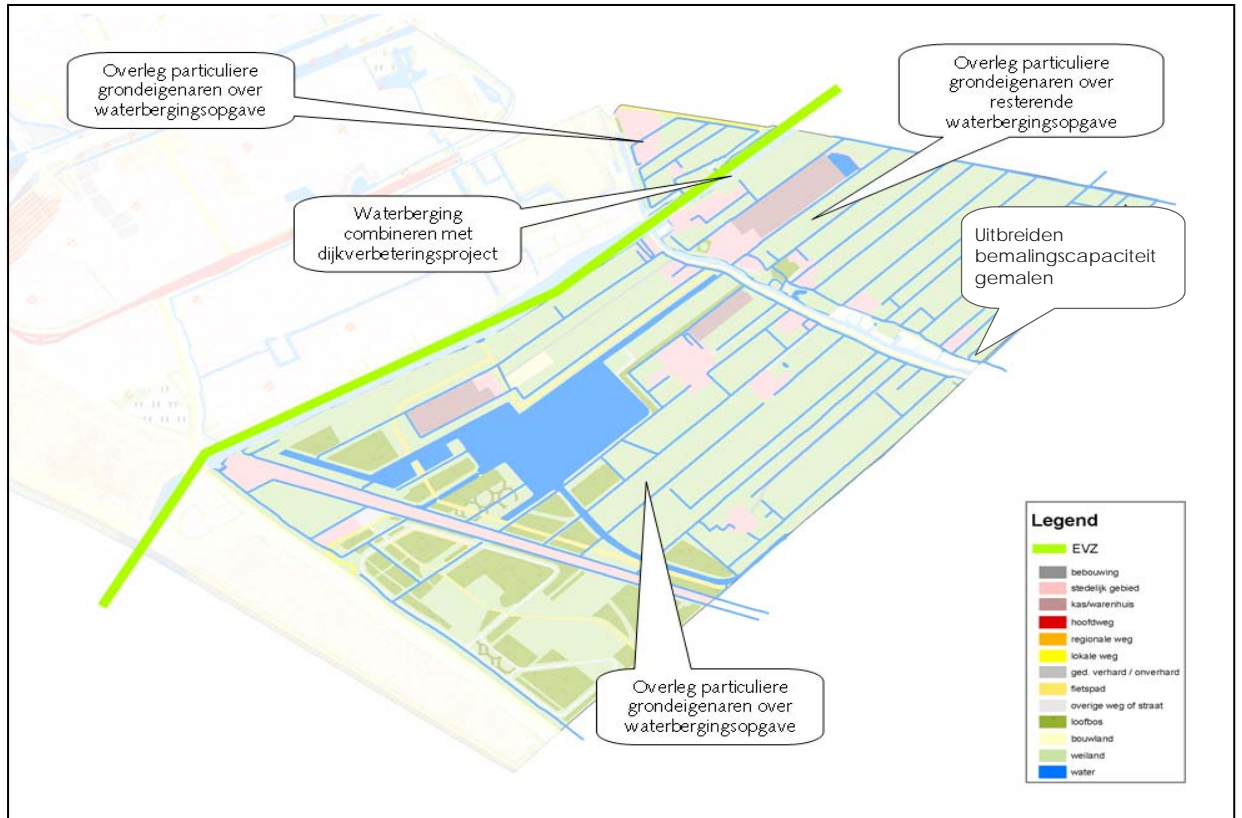 Overleg particuliere
grondeigenaren over
waterbergingsopgave
Overleg particuliere
grondeigenaren over
resterende
waterbergingsopgave
Waterberging
combineren met
dijkverbeteringsproject
Uitbreiden
bemalingscapaciteit
gemalen
Overleg particuliere
grondeigenaren over
waterbergingsopgave
Legend
EVZ
bebouwing
stedelijk gebied
kas/warenhuis
hoofdweg
regionale weg
lokale weg
ged. verhard / onverhard
fietspad
overige weg of straat
loofbos
bouwland
weiland
water